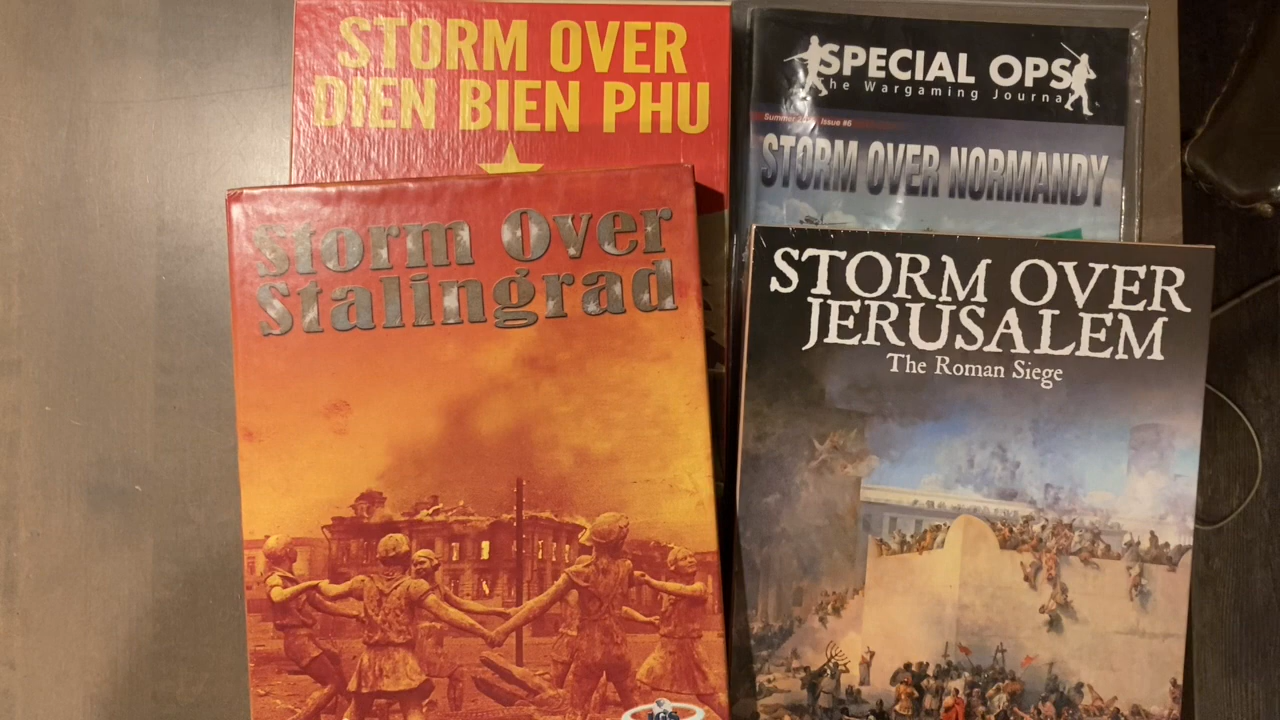 STORM OVER
DIEN BIEN PHU
SPECIAL OPS
The Wargaming Journal
Summer Issue #6
STORM OVER NORMANDY
Storm Over
Stalingrad
STORM OVER
JERUSALEM
The Roman Siege